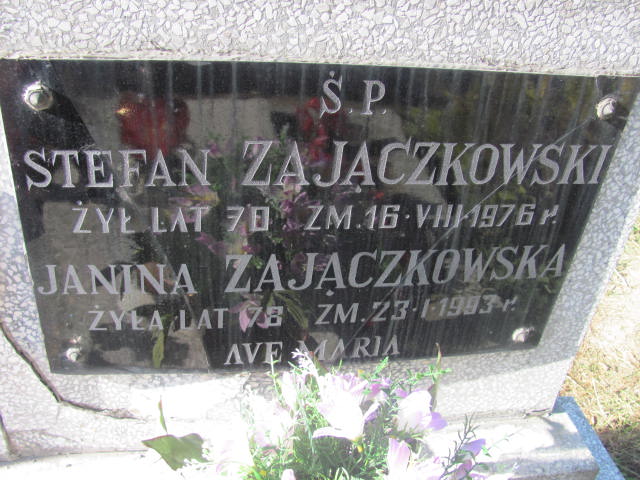 Ś.P.
STEFAN ZAJĄCZKOWSKI
ŻYŁ LAT 70 ZM. 16·VIII·1976 r.
JANINA ZAJĄCZKOWSKA
ŻYŁA LAT 78 ZM. 23·I·1993 r.
AVE MARIA